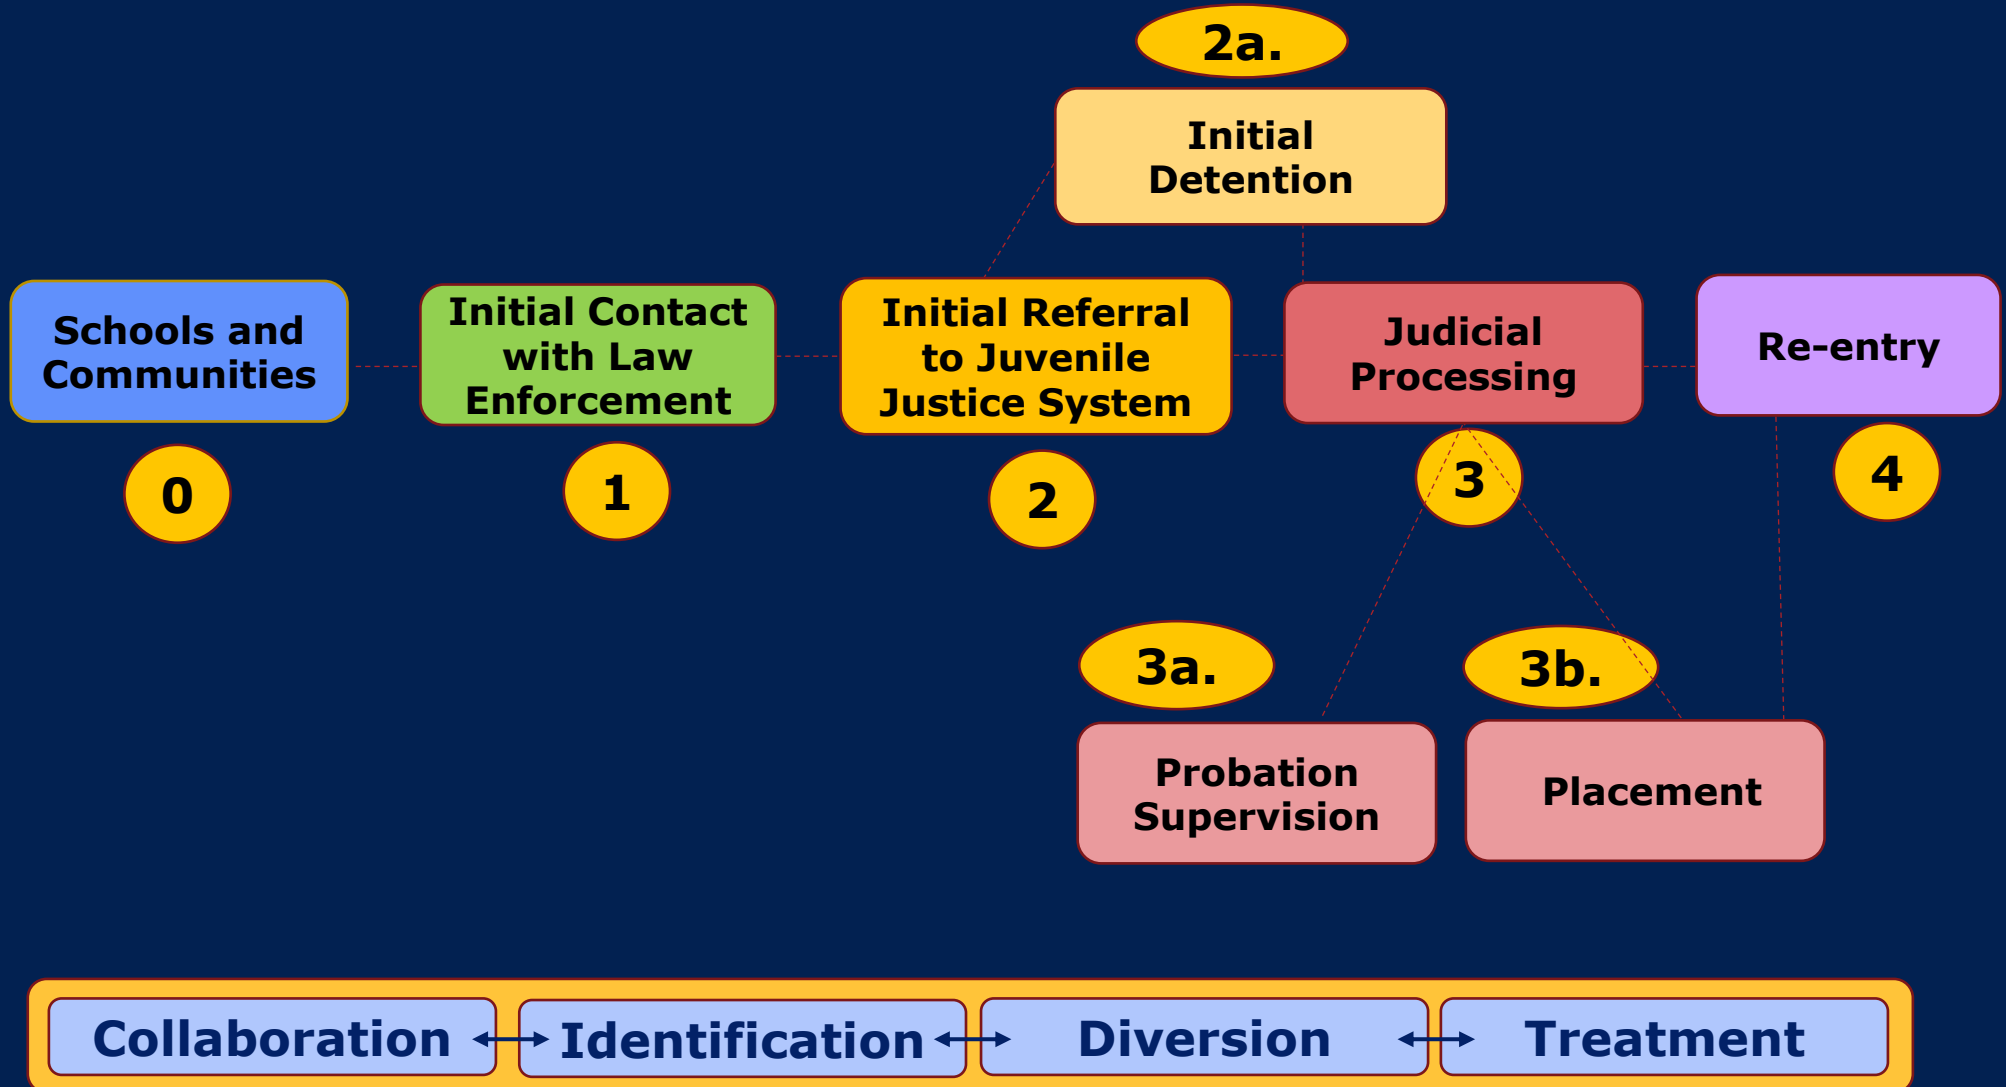 2a.
Initial
Detention
Schools and
Communities
0
Initial Contact
with Law
Enforcement
1
Initial Referral
to Juvenile
Justice System
2
Judicial
Processing
3
Re-entry
4
3a.
Probation
Supervision
3b.
Placement
Collaboration
Identification
Diversion
Treatment